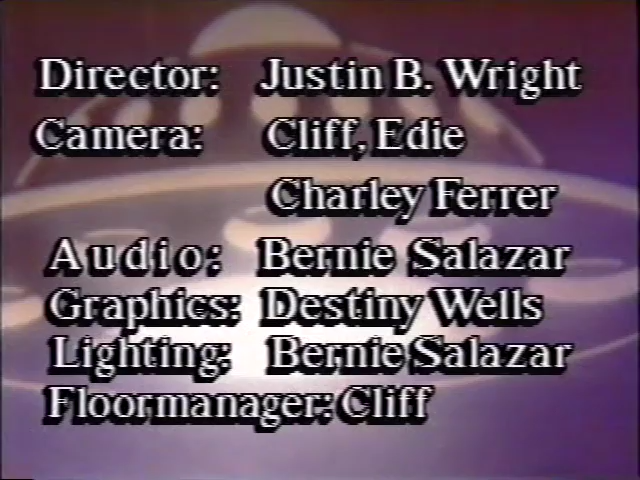 Director: Justin B. Wright
Camera: Cliff, Edie
Charley Ferrer
Audio: Bernie Salazar
Graphics: Destiny Wells
Lighting: Bernie Salazar
Floormanager: Cliff